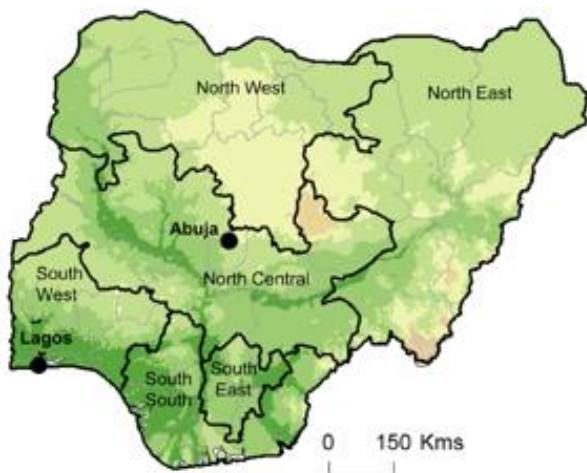 North West
North East
Abuja
North Central
South
West
Lagos
South
South
South
East
0 150 Kms